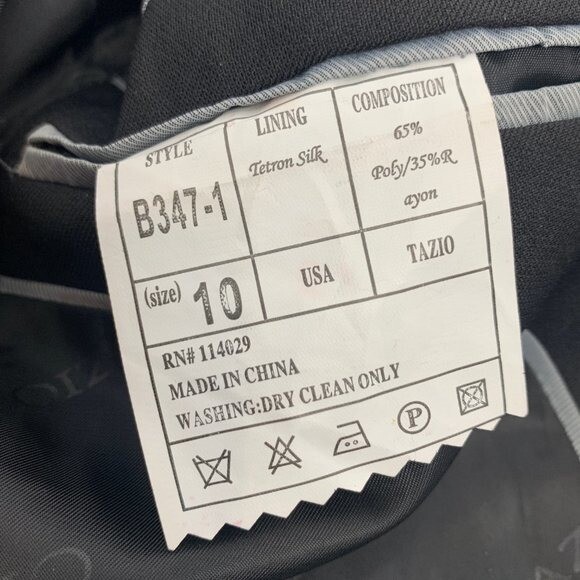 STYLE
B347-1
LINING
Tetron Silk
COMPOSITION
65%
Poly/35%R
ayon
(size) 10
USA
TAZIO
RN# 114029
MADE IN CHINA
WASHING:DRY CLEAN ONLY
P